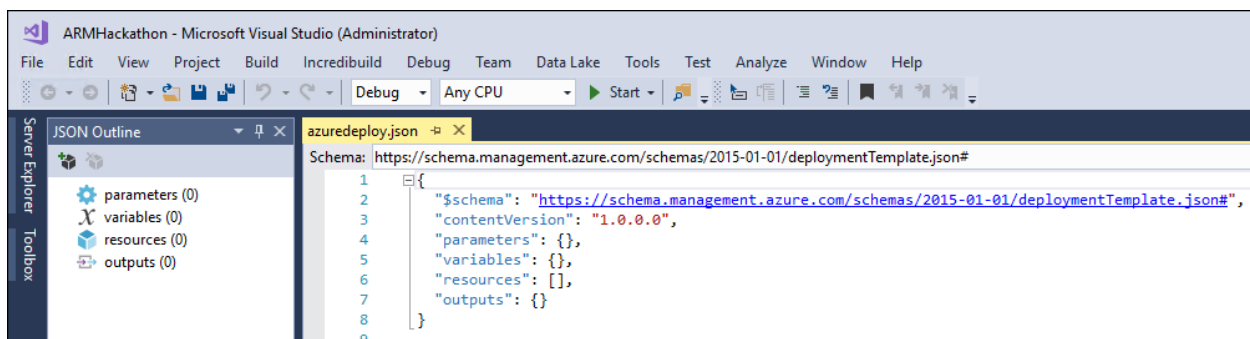 ARMHackathon - Microsoft Visual Studio (Administrator)
File Edit View Project Build Incredibuild Debug Team Data Lake Tools Test Analyze Window Help
Debug Any CPU Start
Server Explorer
Toolbox
JSON Outline
parameters (0)
variables (0)
resources (0)
outputs (0)
azuredeploy.json
Schema: https://schema.management.azure.com/schemas/2015-01-01/deploymentTemplate.json#
1 {
2 "$schema": "https://schema.management.azure.com/schemas/2015-01-01/deploymentTemplate.json#",
3 "contentVersion": "1.0.0.0",
4 "parameters": {},
5 "variables": {},
6 "resources": [],
7 "outputs": {}
8 }
9